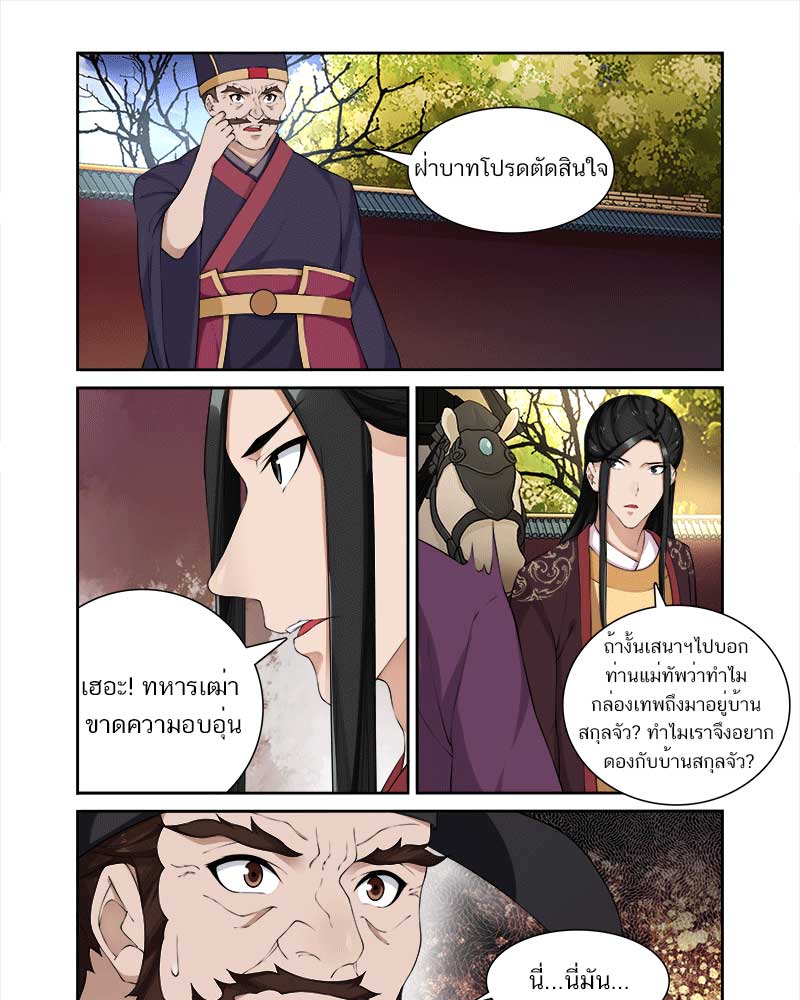 ฝ่าบาทโปรดตัดสินใจ
เฮอะ! ทหารเฒ่า
ขาดความอบอุ่น
ถ้างั้นเสนาฯไปบอก
ท่านแม่ทัพว่าทำไม
กล่องเทพถึงมาอยู่บ้าน
สกุลจัว? ทำไมเราจึงอยาก
ดองกับบ้านสกุลจัว?
นี่...นี่มัน...